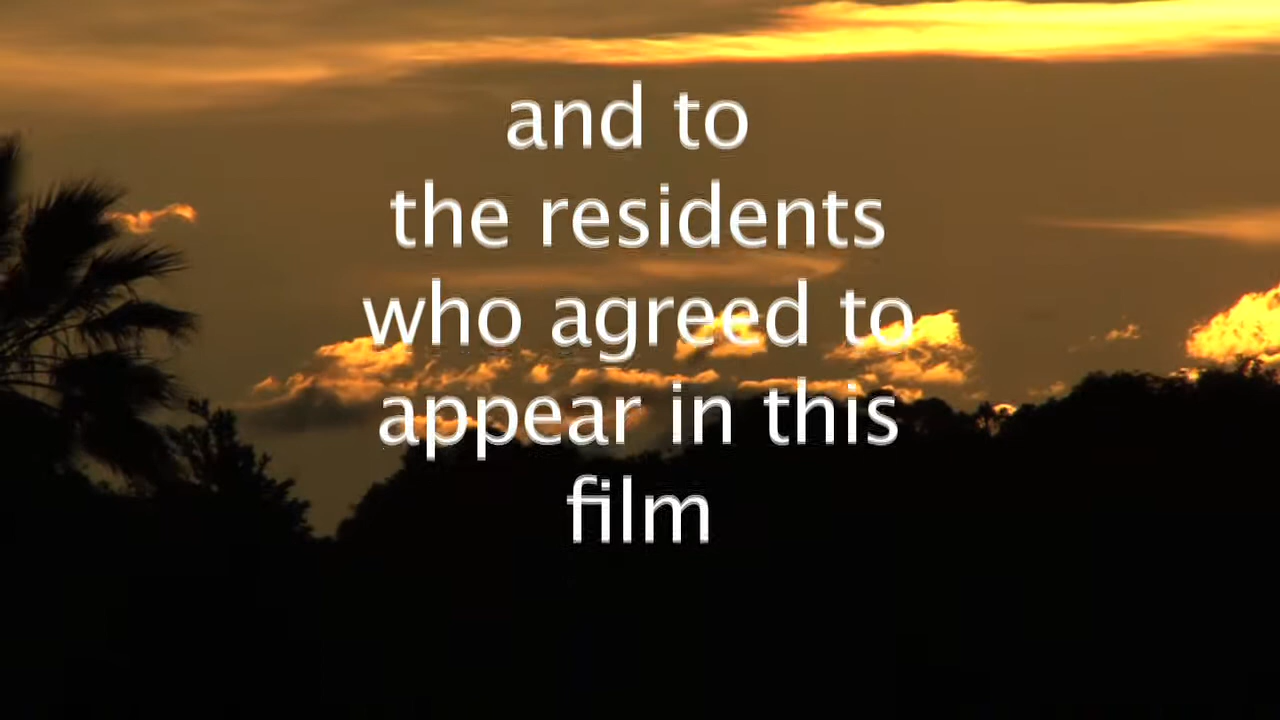 and to
the residents
who agreed to
appear in this
film